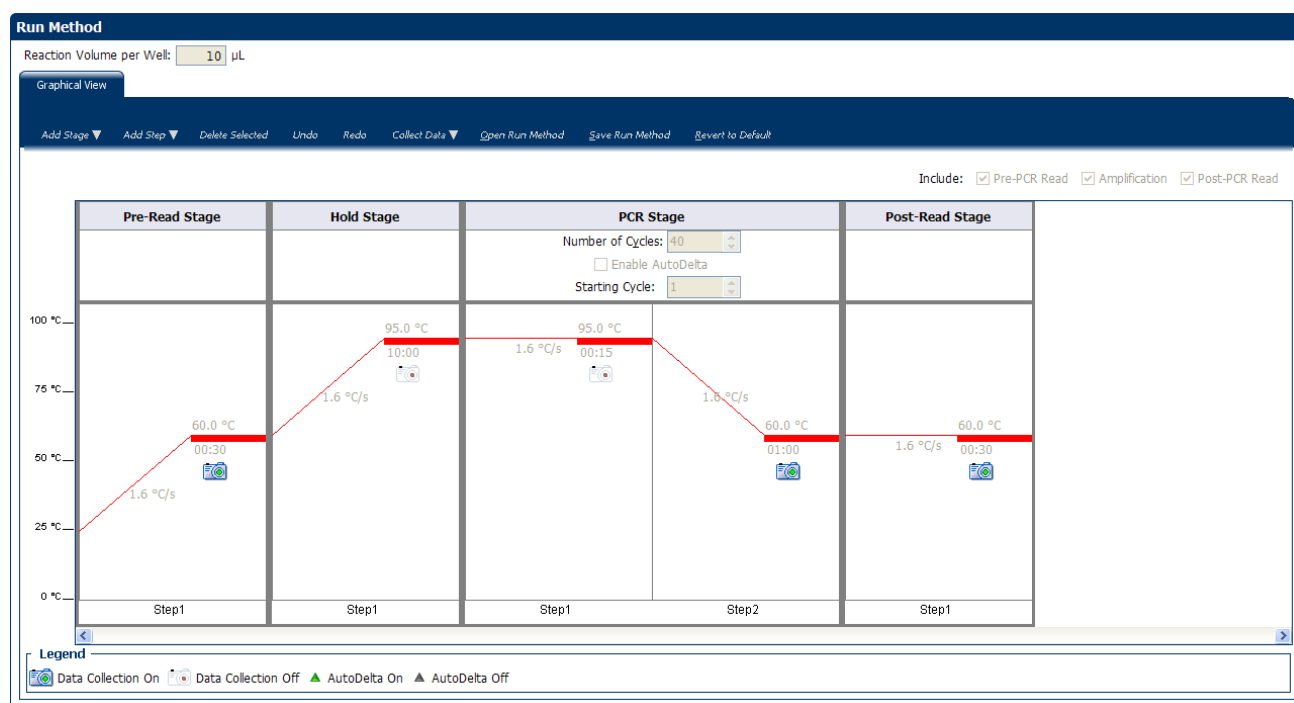 Run Method
Reaction Volume per Well: 10 µL
Graphical View
Add Stage ▼ Add Step ▼ Delete Selected Undo Redo Collect Data ▼ Open Run Method Save Run Method Revert to Default
Include: Pre-PCR Read Amplification Post-PCR Read
Pre-Read Stage Hold Stage PCR Stage Post-Read Stage
Number of Cycles: 40
Enable AutoDelta
Starting Cycle: 1
100 °C
95.0 °C 95.0 °C
1.6 °C/s
10:00 00:15
75 °C
1.6 °C/s 1.6 °C/s
60.0 °C 60.0 °C 60.0 °C
1.6 °C/s
00:30 01:00 00:30
50 °C
1.6 °C/s
25 °C
0 °C
Step1 Step1 Step1 Step2 Step1
Legend
Data Collection On Data Collection Off AutoDelta On AutoDelta Off